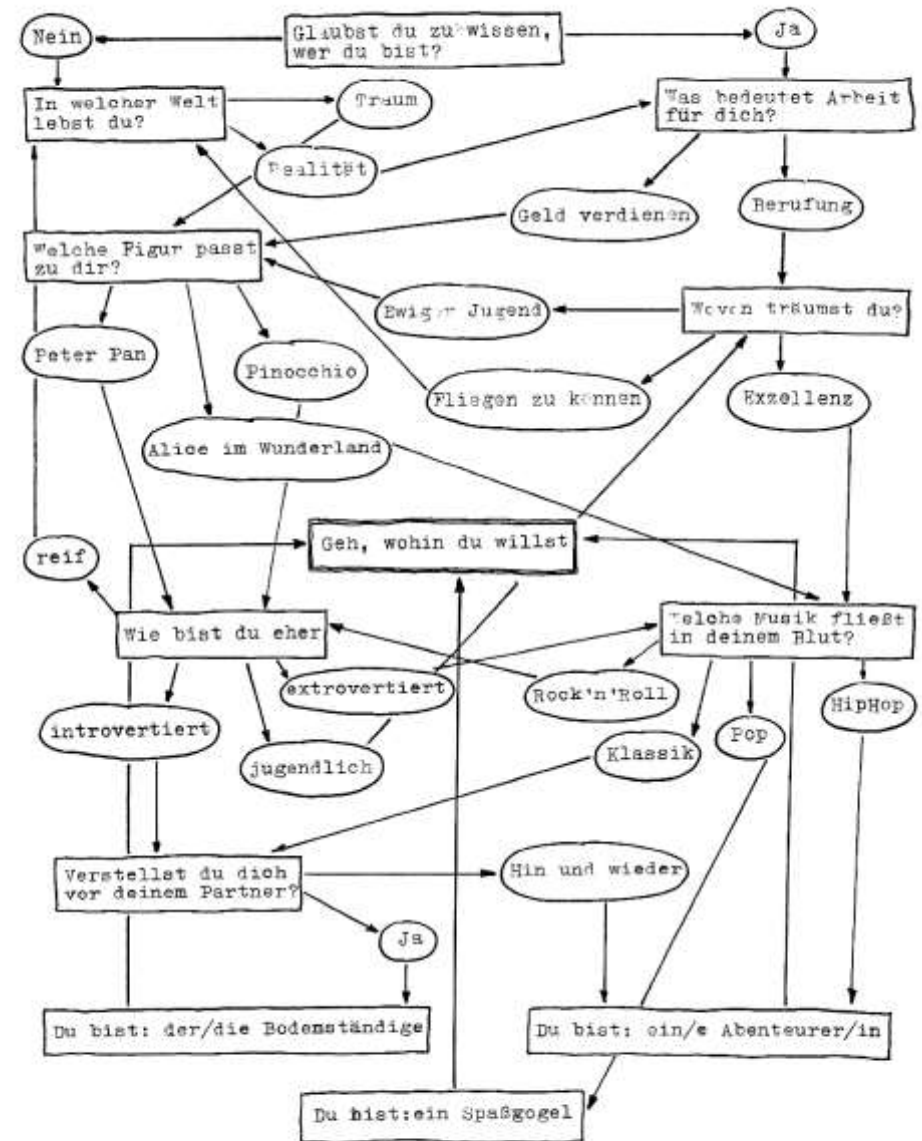 Nein
Glaubst du zu wissen,
wer du bist?
Ja
In welcher Welt
lebst du?
Traum
Was bedeutet Arbeit
für dich?
Realität
Geld verdienen
Berufung
Welche Figur passt
zu dir?
Ewiger Jugend
Wovon träumst du?
Peter Pan
Pinocchio
Fliegen zu können
Exzellenz
Alice im Wunderland
reif
Geh, wohin du willst
Wie bist du eher
Welche Musik fließt
in deinem Blut?
extrovertiert
Rock'n'Roll
HipHop
introvertiert
jugendlich
Klassik
Pop
Verstellst du dich
vor deinem Partner?
Hin und wieder
Ja
Du bist: der/die Bodenständige
Du bist: ein/e Abenteurer/in
Du bist:ein Spaßgogel